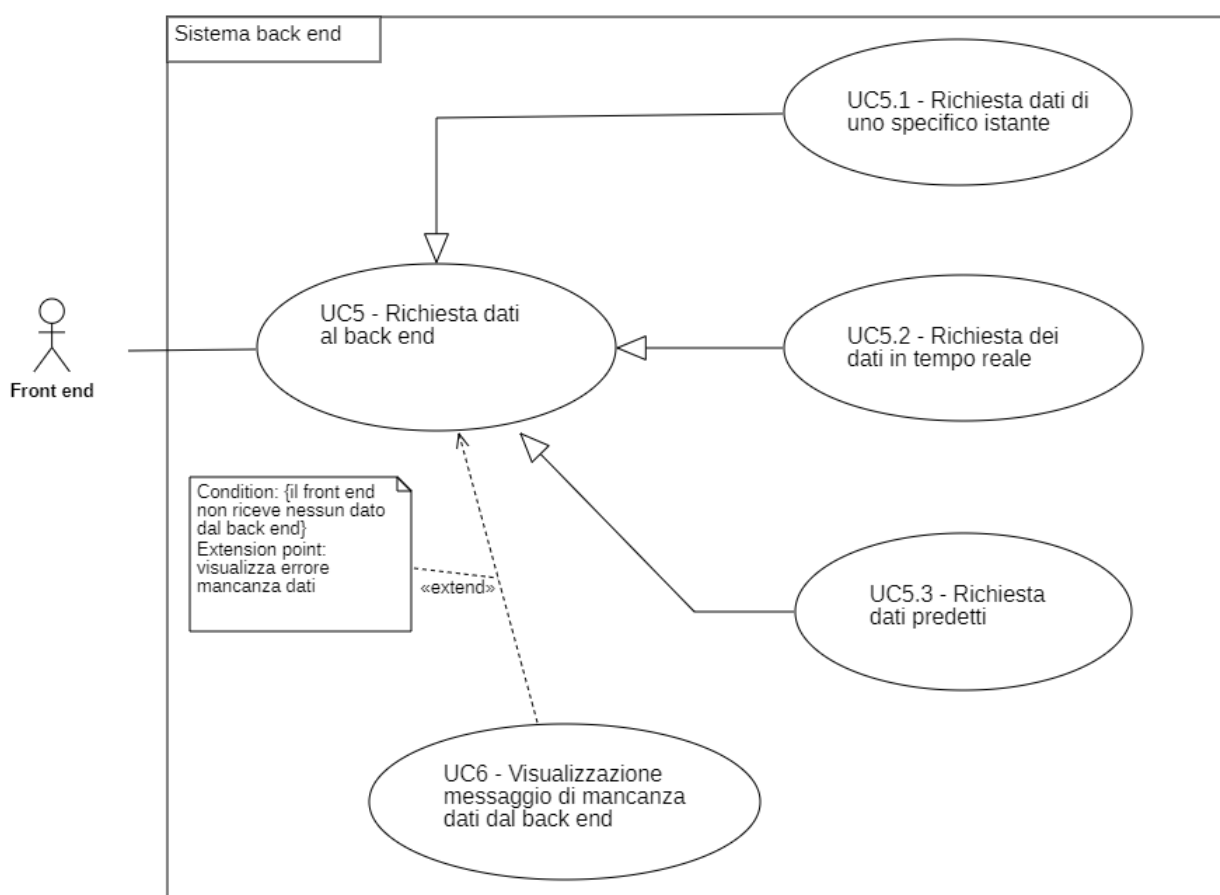 Sistema back end
UC5.1 - Richiesta dati di
uno specifico istante
UC5 - Richiesta dati
al back end
UC5.2 - Richiesta dei
dati in tempo reale
Front end
Condition: {il front end
non riceve nessun dato
dal back end}
Extension point:
visualizza errore
mancanza dati
«extend»
UC5.3 - Richiesta
dati predetti
UC6 - Visualizzazione
messaggio di mancanza
dati dal back end